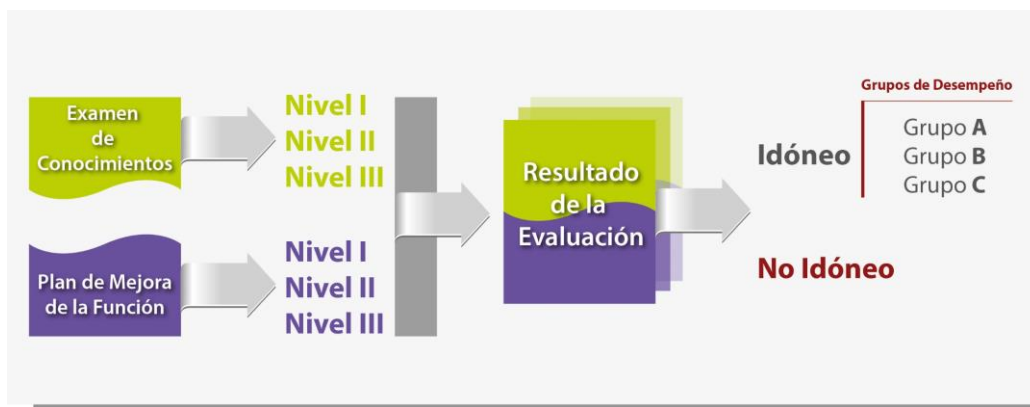 Examen
de
Conocimientos
Nivel I
Nivel II
Nivel III
Plan de Mejora
de la Función
Nivel I
Nivel II
Nivel III
Resultado
de la
Evaluación
Idóneo
Grupos de Desempeño
Grupo A
Grupo B
Grupo C
No Idóneo